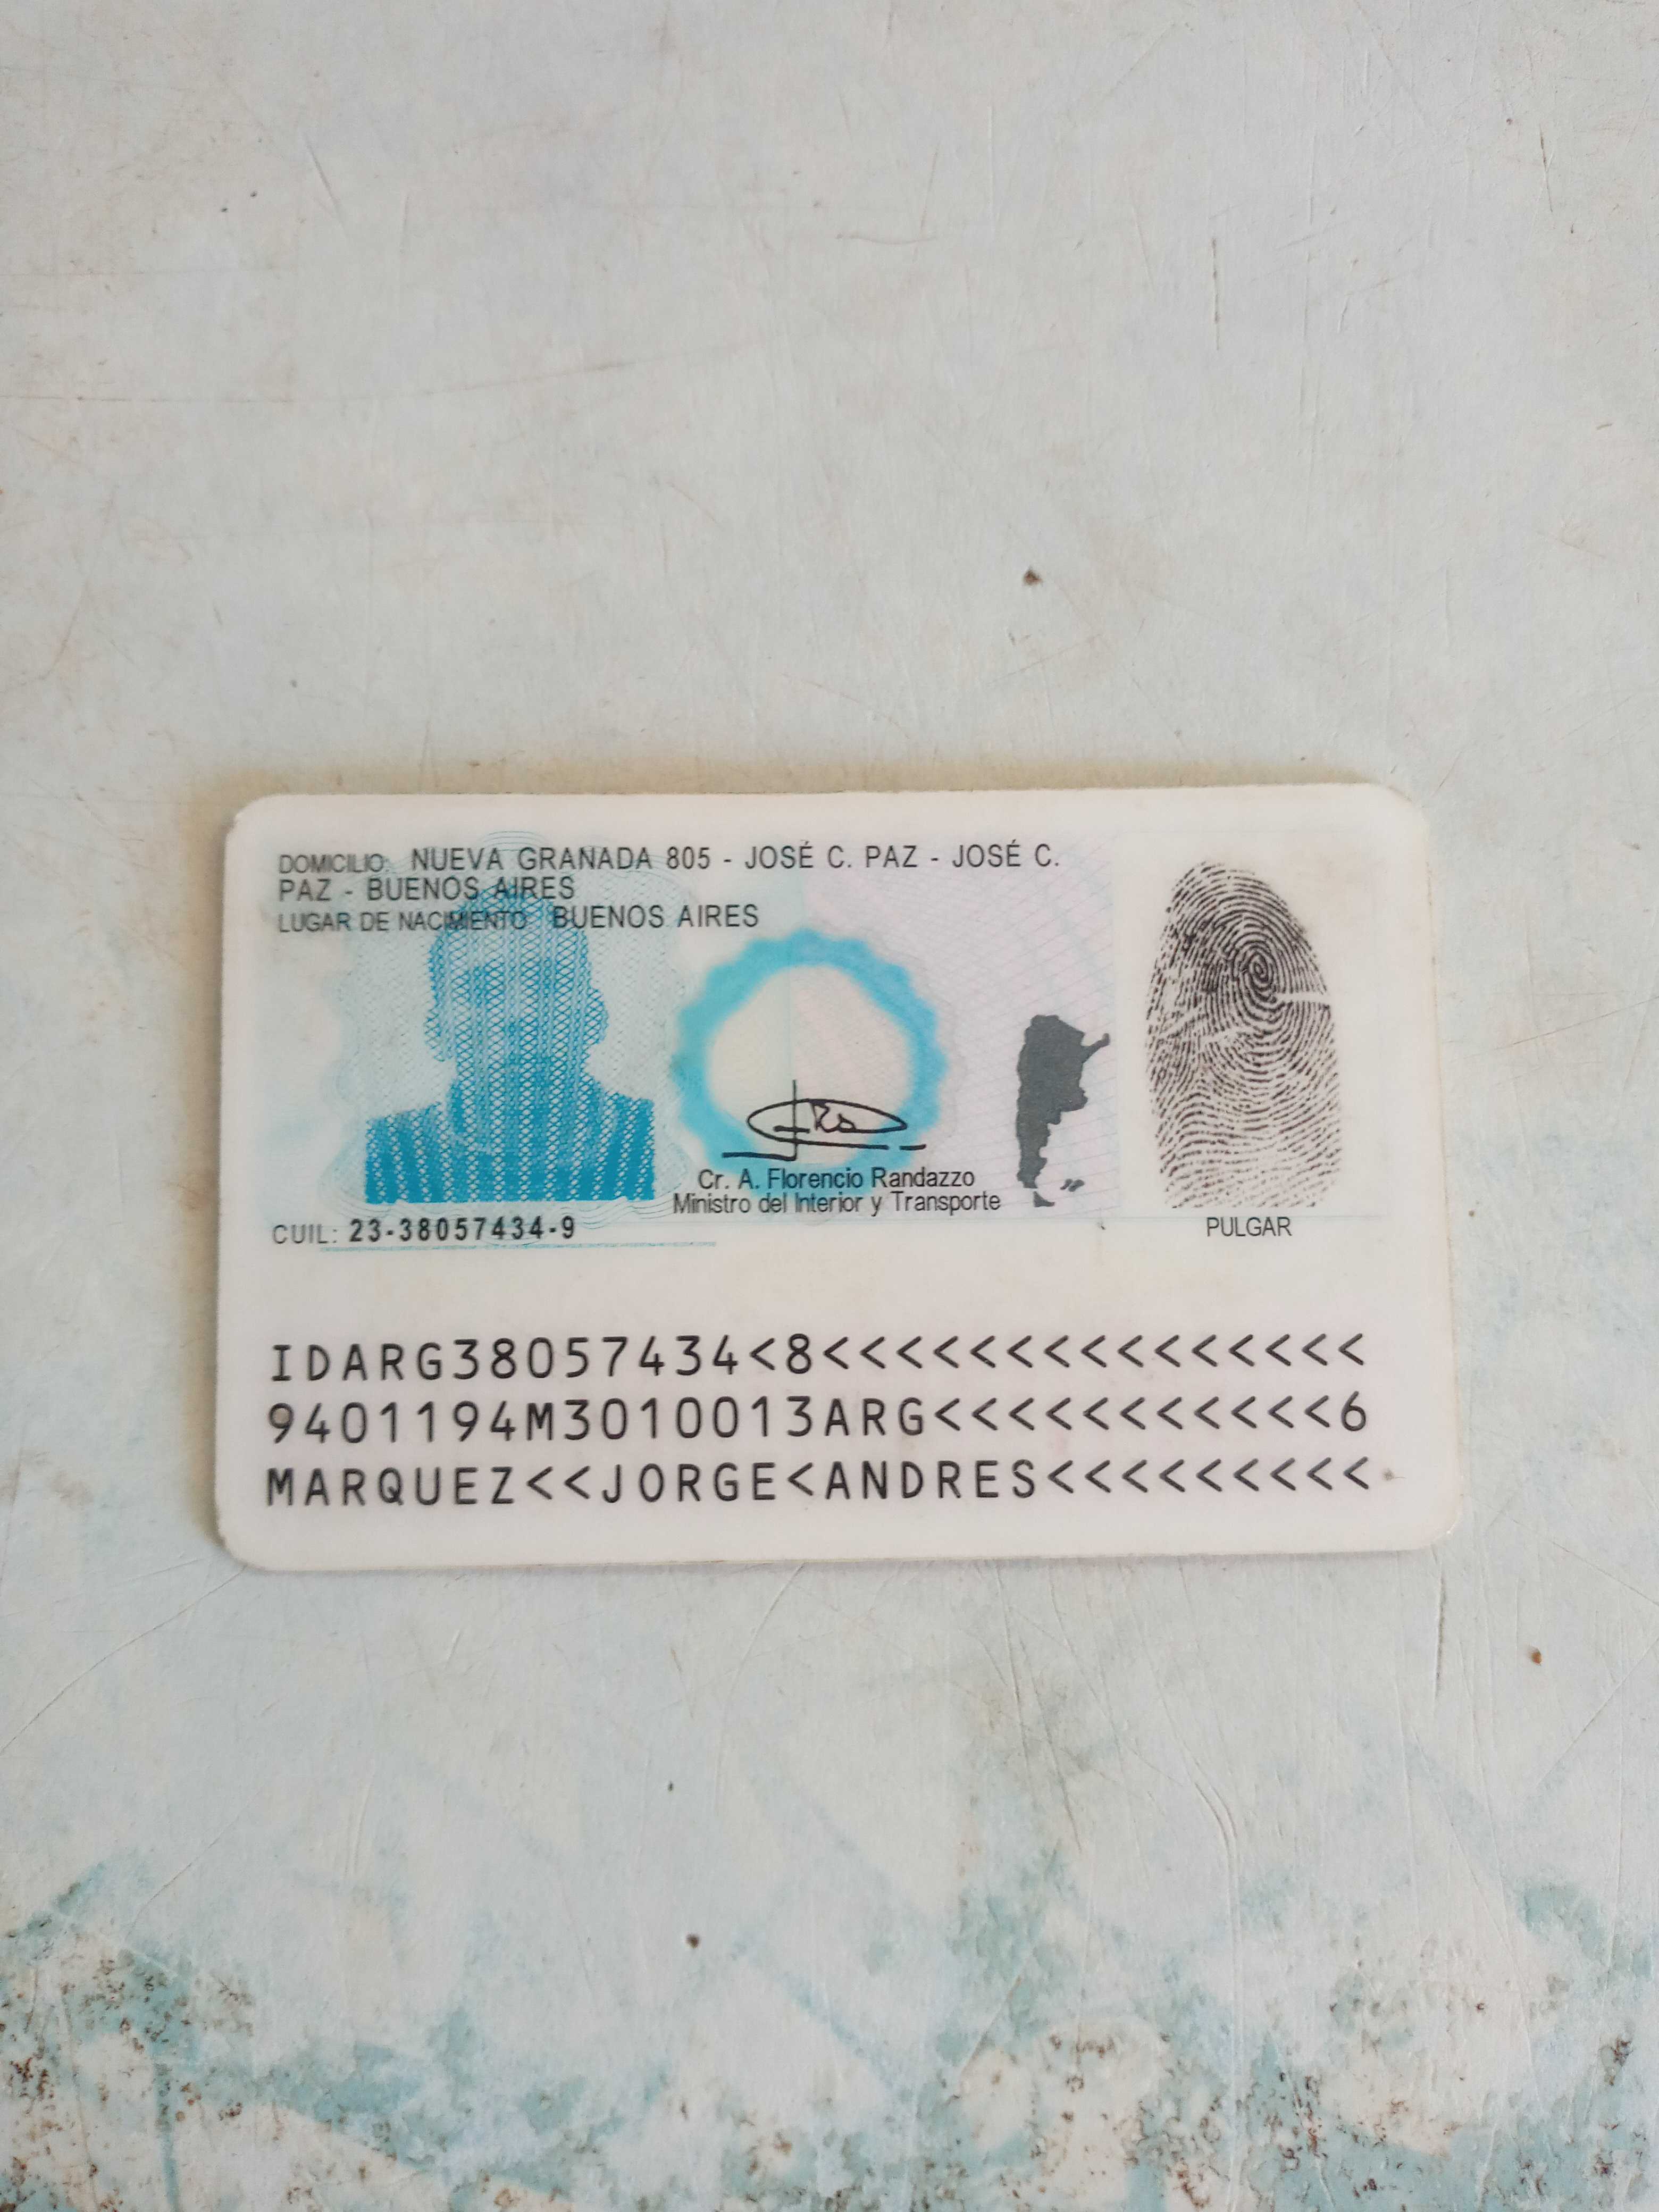 DOMICILIO: NUEVA GRANADA 805 - JOSÉ C. PAZ - JOSÉ C.
PAZ - BUENOS AIRES
LUGAR DE NACIMIENTO BUENOS AIRES
Cr. A. Florencio Randazzo
Ministro del Interior y Transporte
CUIL: 23-38057434-9
PULGAR
IDARG38057434<8<<<<<<<<<<<<<<<
9401194M3010013ARG<<<<<<<<<<<6
MARQUEZ<<JORGE<ANDRES<<<<<<<<<